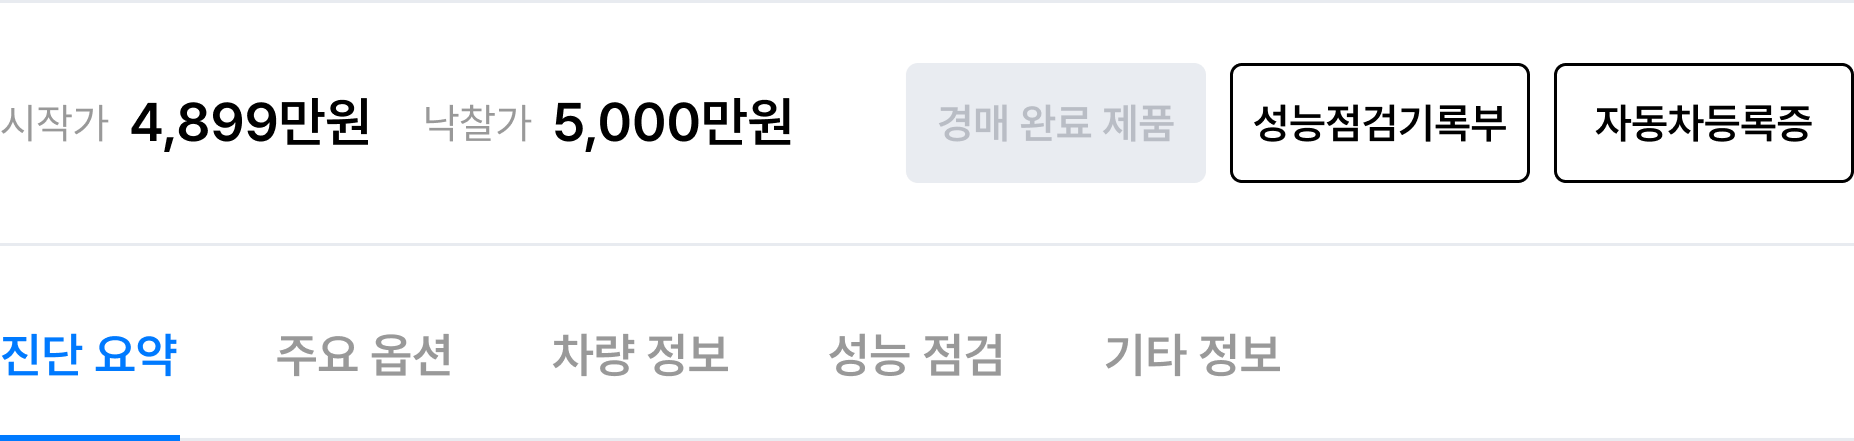 시작가 4,899만원 낙찰가 5,000만원 경매 완료 제품 성능점검기록부 자동차등록증
진단 요약 주요 옵션 차량 정보 성능 점검 기타 정보